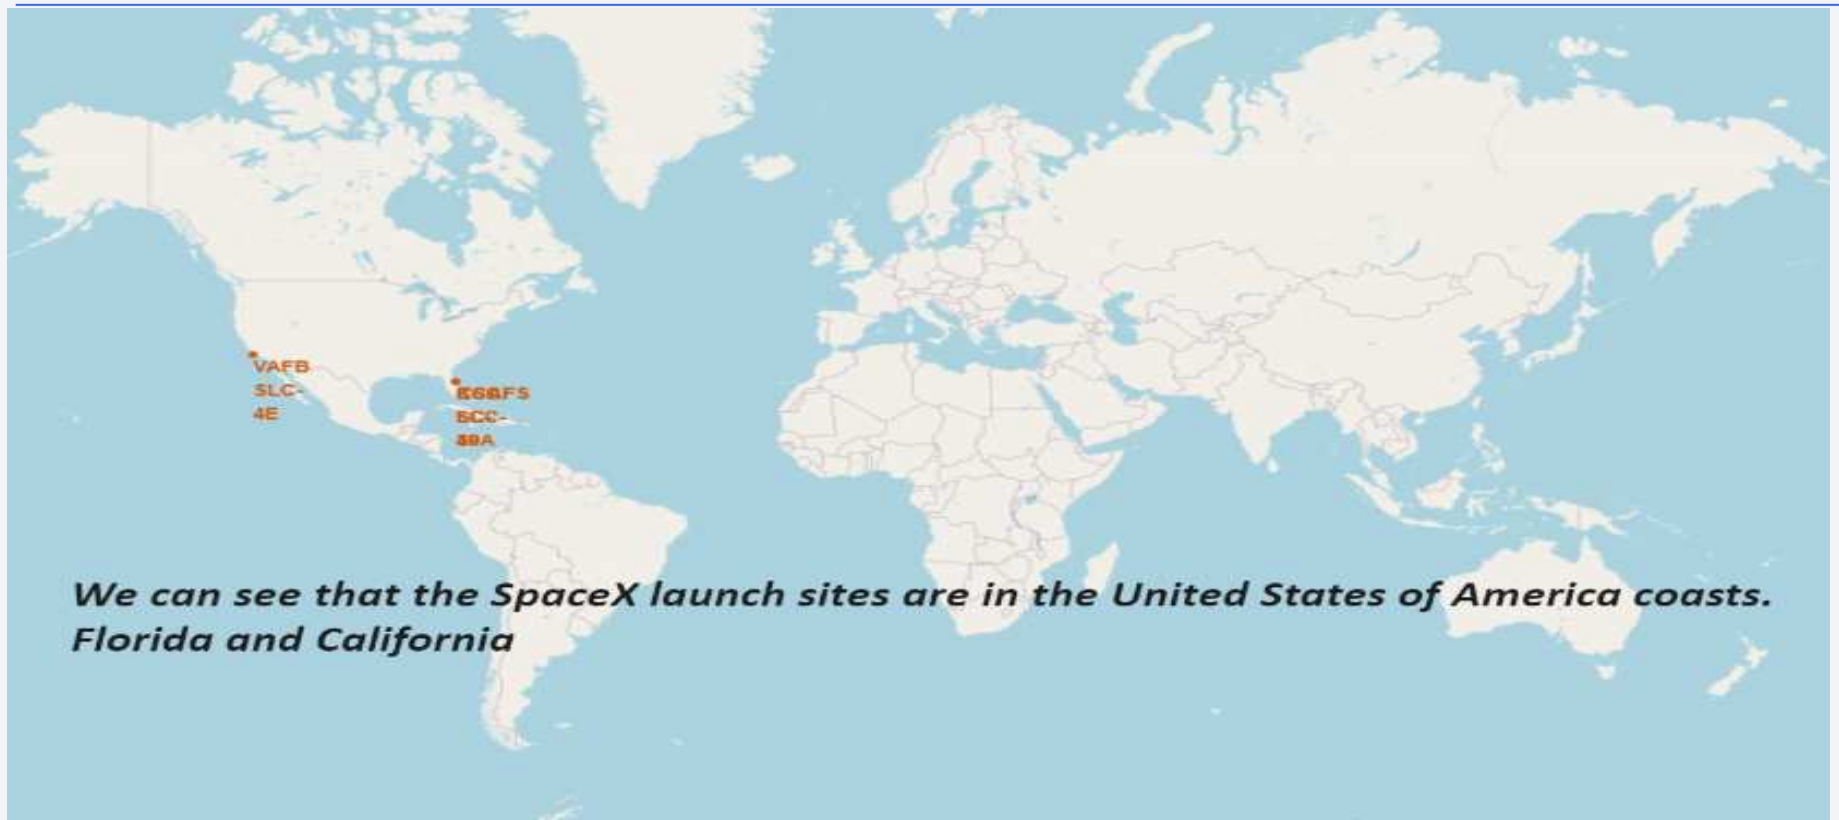 VAFB
SLC-
4E
We can see that the SpaceX launch sites are in the United States of America coasts.
Florida and California